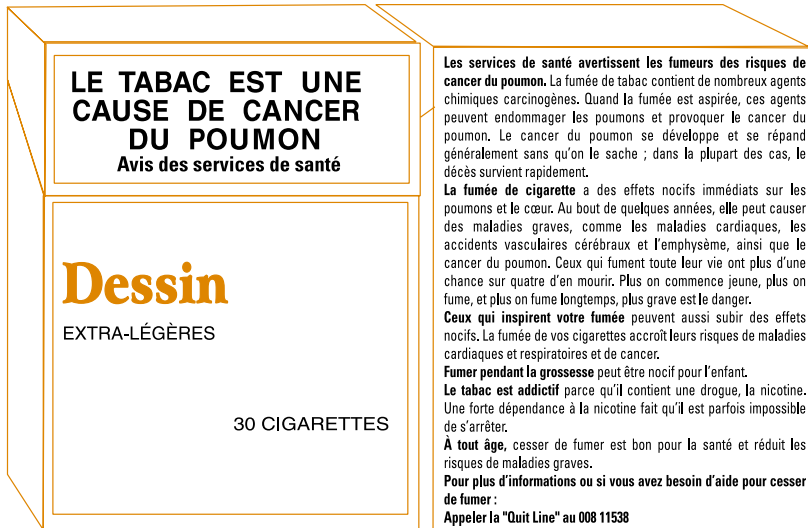 LE TABAC EST UNE
CAUSE DE CANCER
DU POUMON
Avis des services de santé
Dessin
EXTRA-LÉGÈRES
30 CIGARETTES
Les services de santé avertissent les fumeurs des risques de
cancer du poumon. La fumée de tabac contient de nombreux agents
chimiques carcinogènes. Quand la fumée est aspirée, ces agents
peuvent endommager les poumons et provoquer le cancer du
poumon. Le cancer du poumon se développe et se répand
généralement sans qu'on le sache ; dans la plupart des cas, le
décès survient rapidement.
La fumée de cigarette a des effets nocifs immédiats sur les
poumons et le cœur. Au bout de quelques années, elle peut causer
des maladies graves, comme les maladies cardiaques, les
accidents vasculaires cérébraux et l'emphysème, ainsi que le
cancer du poumon. Ceux qui fument toute leur vie ont plus d'une
chance sur quatre d'en mourir. Plus on commence jeune, plus on
fume, et plus on fume longtemps, plus grave est le danger.
Ceux qui inspirent votre fumée peuvent aussi subir des effets
nocifs. La fumée de vos cigarettes accroît leurs risques de maladies
cardiaques et respiratoires et de cancer.
Fumer pendant la grossesse peut être nocif pour l'enfant.
Le tabac est addictif parce qu'il contient une drogue, la nicotine.
Une forte dépendance à la nicotine fait qu'il est parfois impossible
de s'arrêter.
À tout âge, cesser de fumer est bon pour la santé et réduit les
risques de maladies graves.
Pour plus d'informations ou si vous avez besoin d'aide pour cesser
de fumer :
Appeler la "Quit Line" au 008 11538